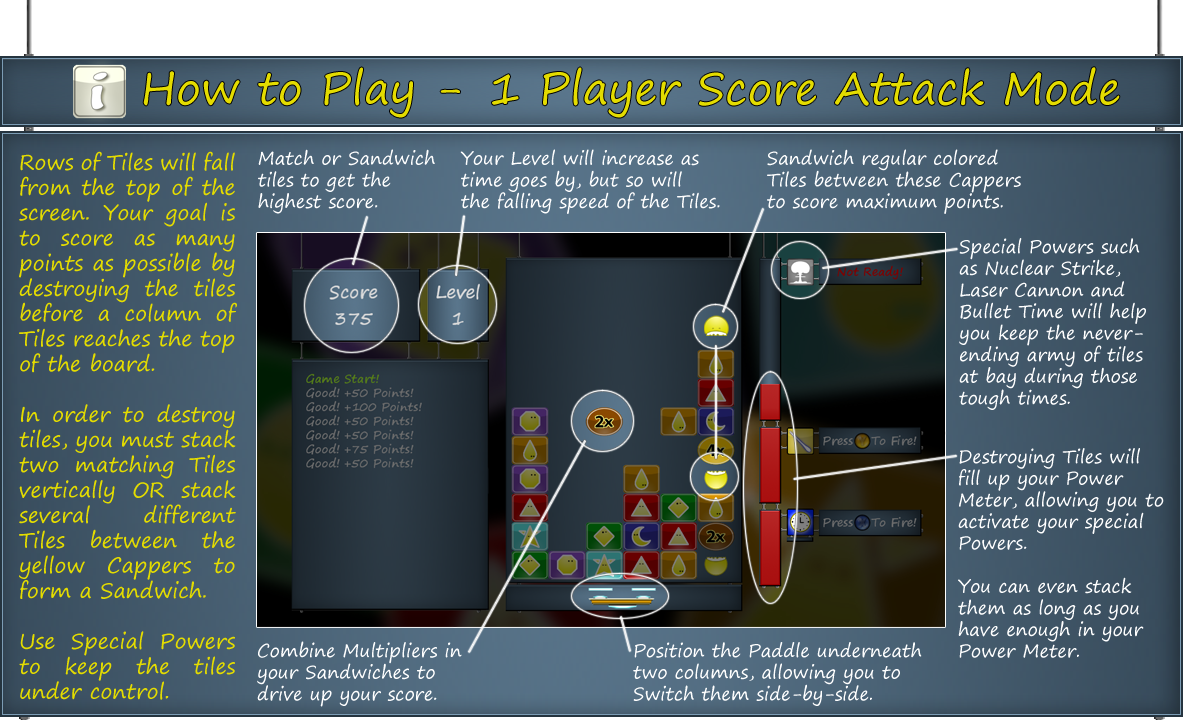 How to Play - 1 Player Score Attack Mode
Rows of Tiles will fall
from the top of the
screen. Your goal is
to score as many
points as possible by
destroying the tiles
before a column of
Tiles reaches the top
of the board.
In order to destroy
tiles, you must stack
two matching Tiles
vertically OR stack
several different
Tiles between the
yellow Cappers to
form a Sandwich.
Use Special Powers
to keep the tiles
under control.
Match or Sandwich
tiles to get the
highest score.
Your Level will increase as
time goes by, but so will
the falling speed of the Tiles.
Sandwich regular colored
Tiles between these Cappers
to score maximum points.
Score
375
Level
1
Game Start!
Good! +50 Points!
Good! +100 Points!
Good! +50 Points!
Good! +50 Points!
Good! +75 Points!
Good! +50 Points!
2x
4x
2x
Not Ready!
Press To Fire!
Press To Fire!
Special Powers such
as Nuclear Strike,
Laser Cannon and
Bullet Time will help
you keep the never-
ending army of tiles
at bay during those
tough times.
Destroying Tiles will
fill up your Power
Meter, allowing you to
activate your special
Powers.
You can even stack
them as long as you
have enough in your
Power Meter.
Combine Multipliers in
your Sandwiches to
drive up your score.
Position the Paddle underneath
two columns, allowing you to
Switch them side-by-side.